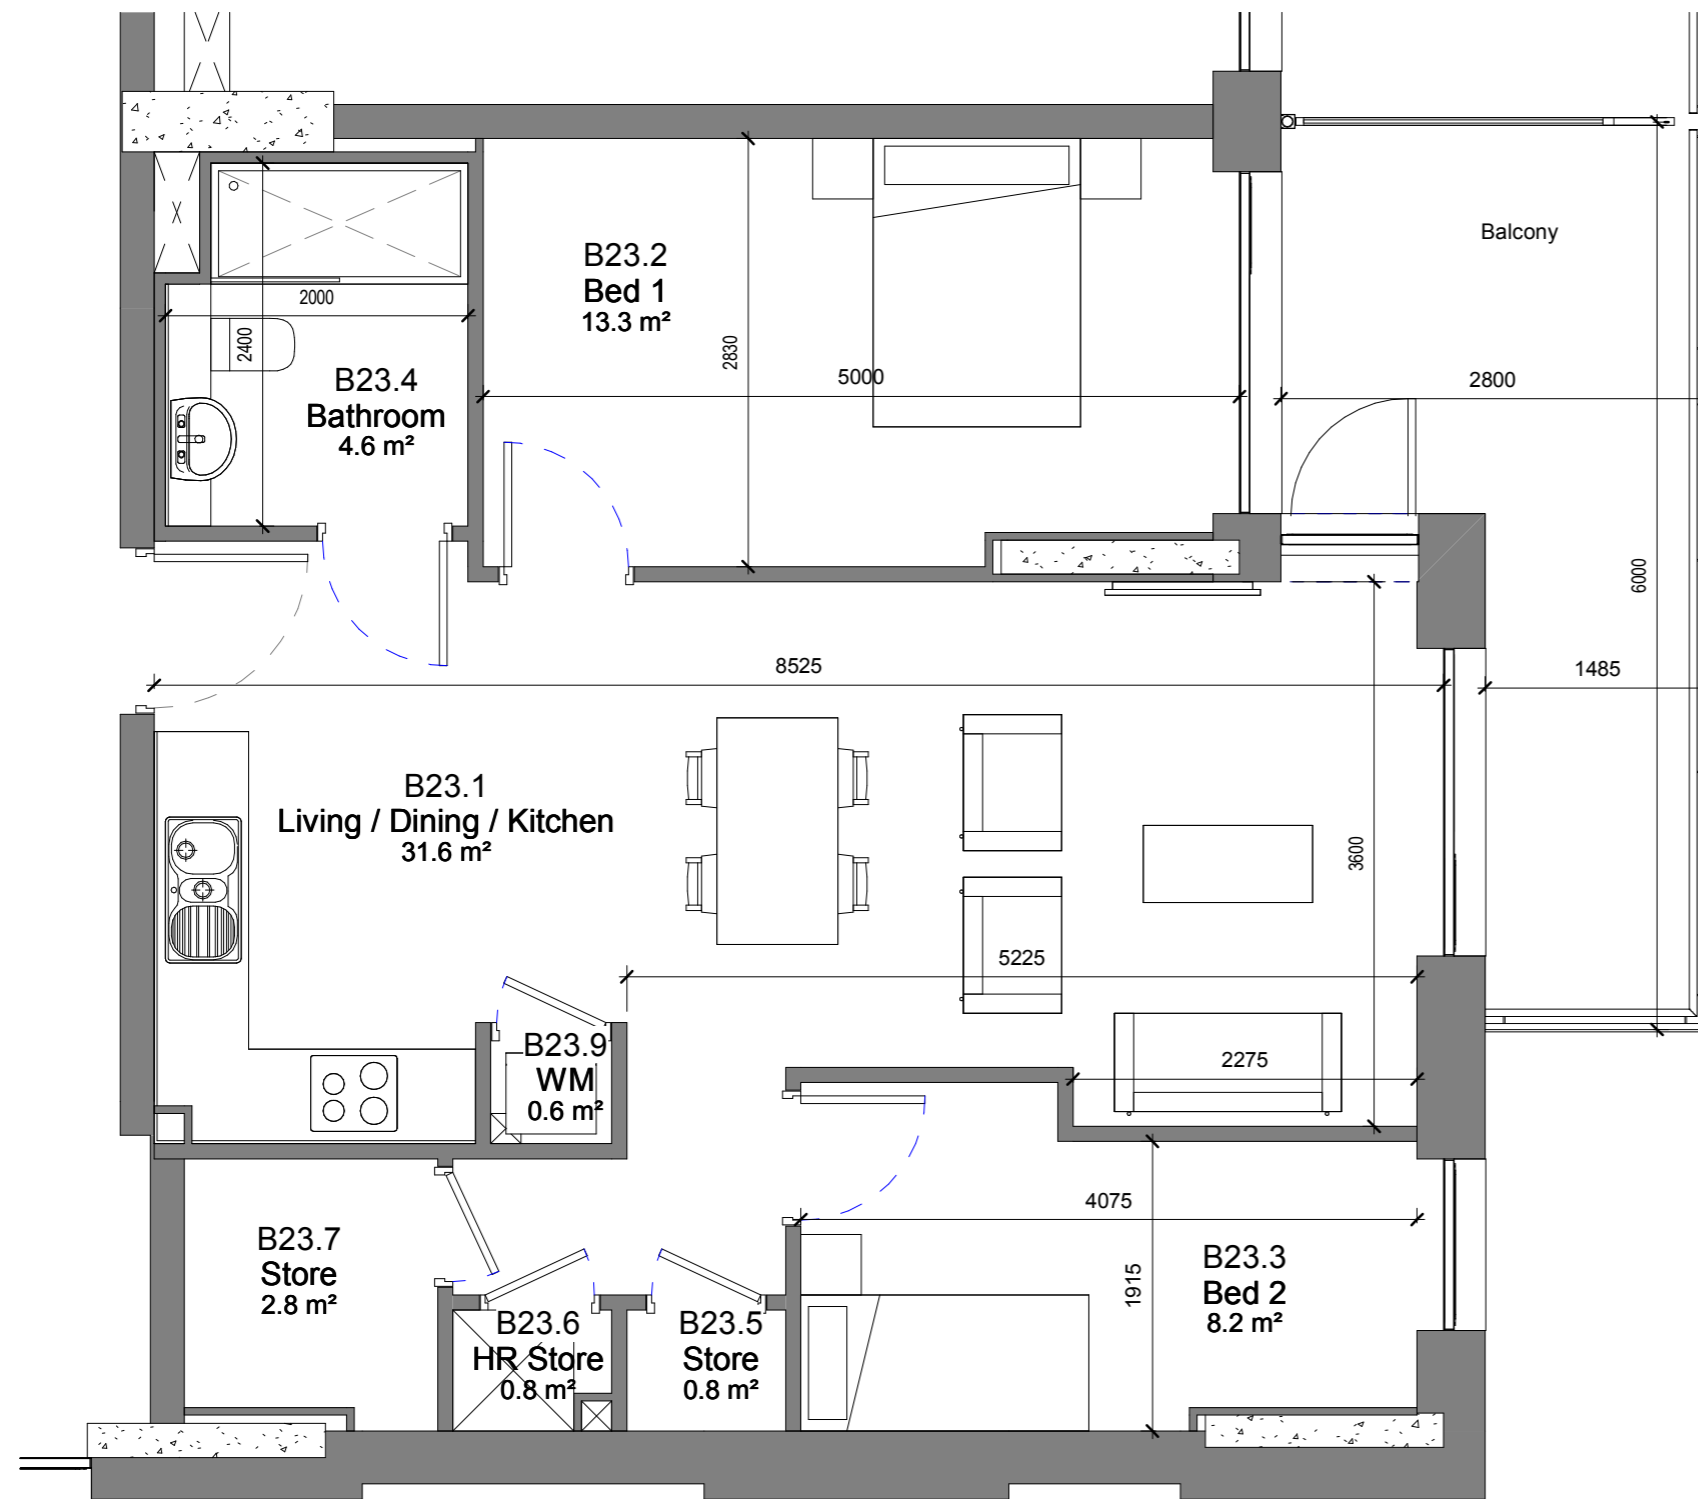 Balcony
B23.2
Bed 1
13.3 m²
2000
2400
2830
B23.4
Bathroom
4.6 m²
5000
2800
6000
8525
1485
B23.1
Living / Dining / Kitchen
31.6 m²
3600
5225
B23.9
WM
0.6 m²
2275
4075
B23.7
Store
2.8 m²
1915
B23.3
Bed 2
8.2 m²
B23.6
HR Store
0.8 m²
B23.5
Store
0.8 m²